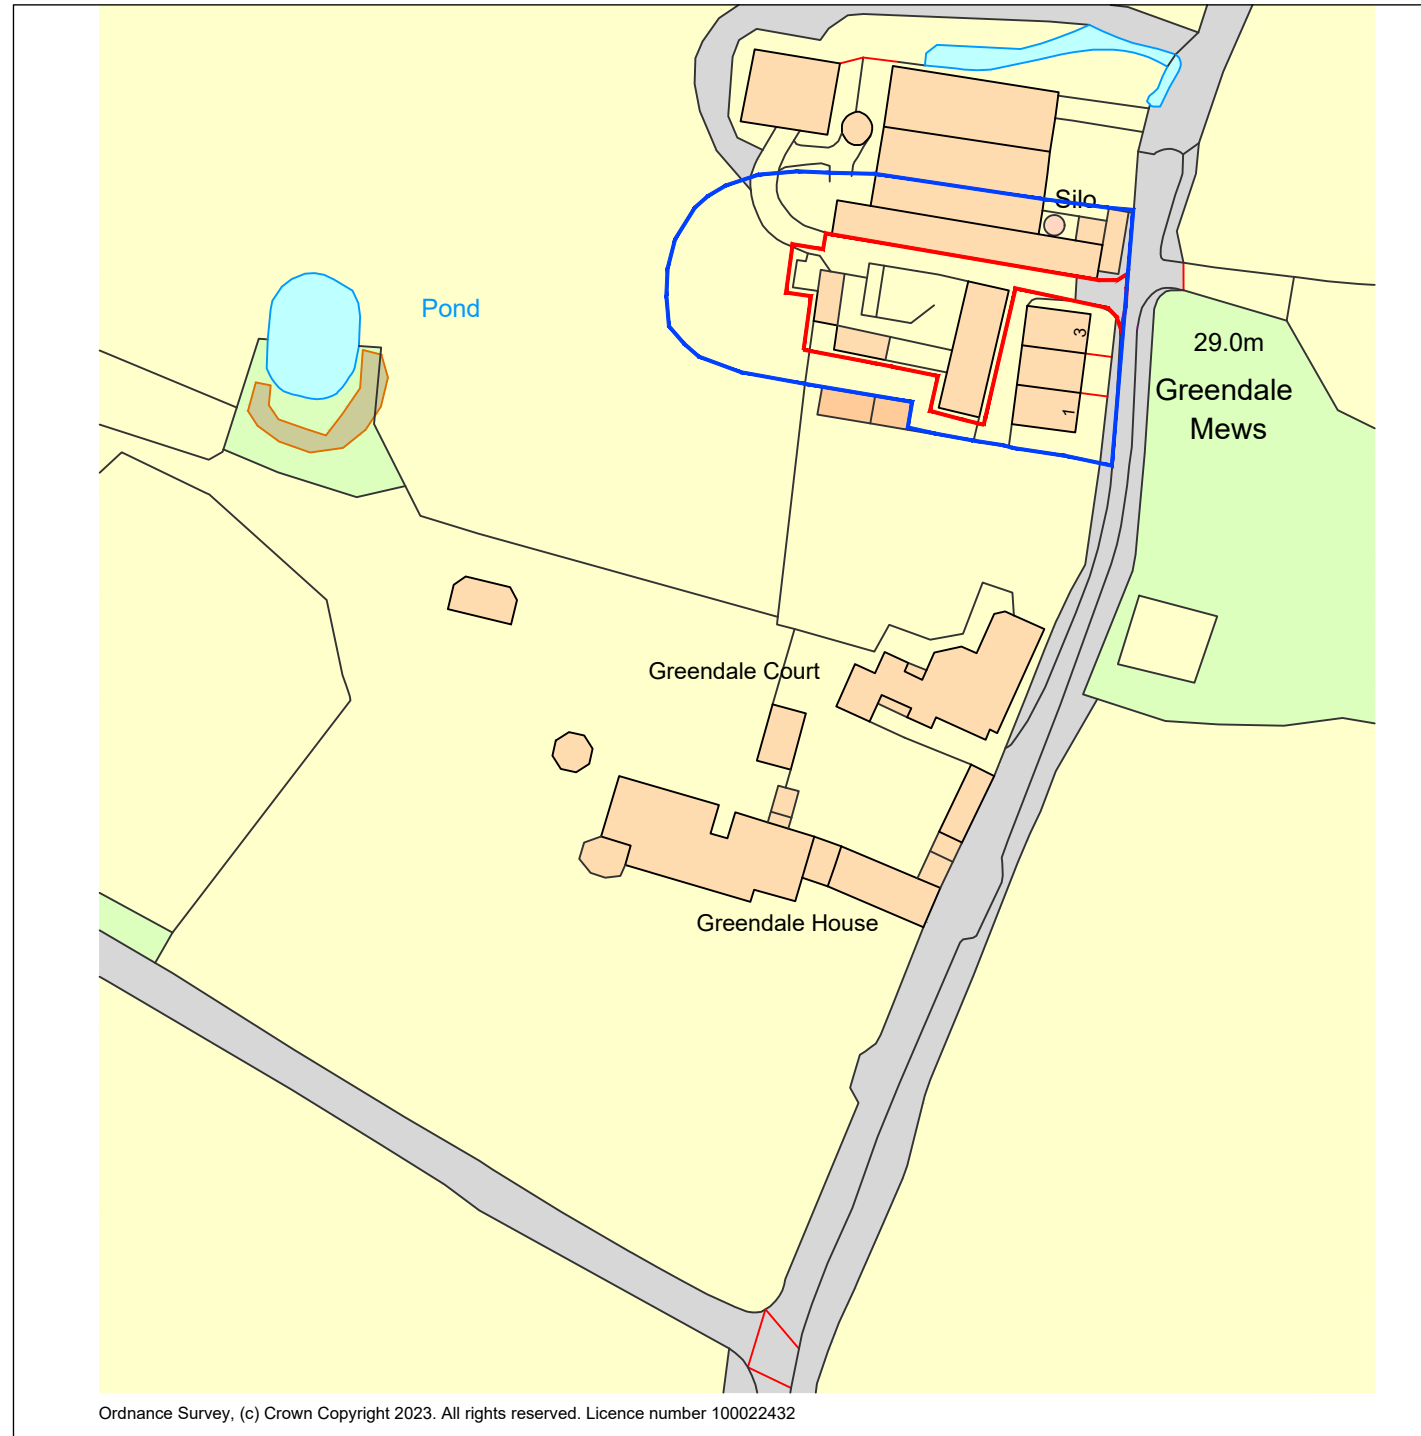 Silo
Pond
3
29.0m
Greendale
Mews
1
Greendale Court
Greendale House
Ordnance Survey, (c) Crown Copyright 2023. All rights reserved. Licence number 100022432